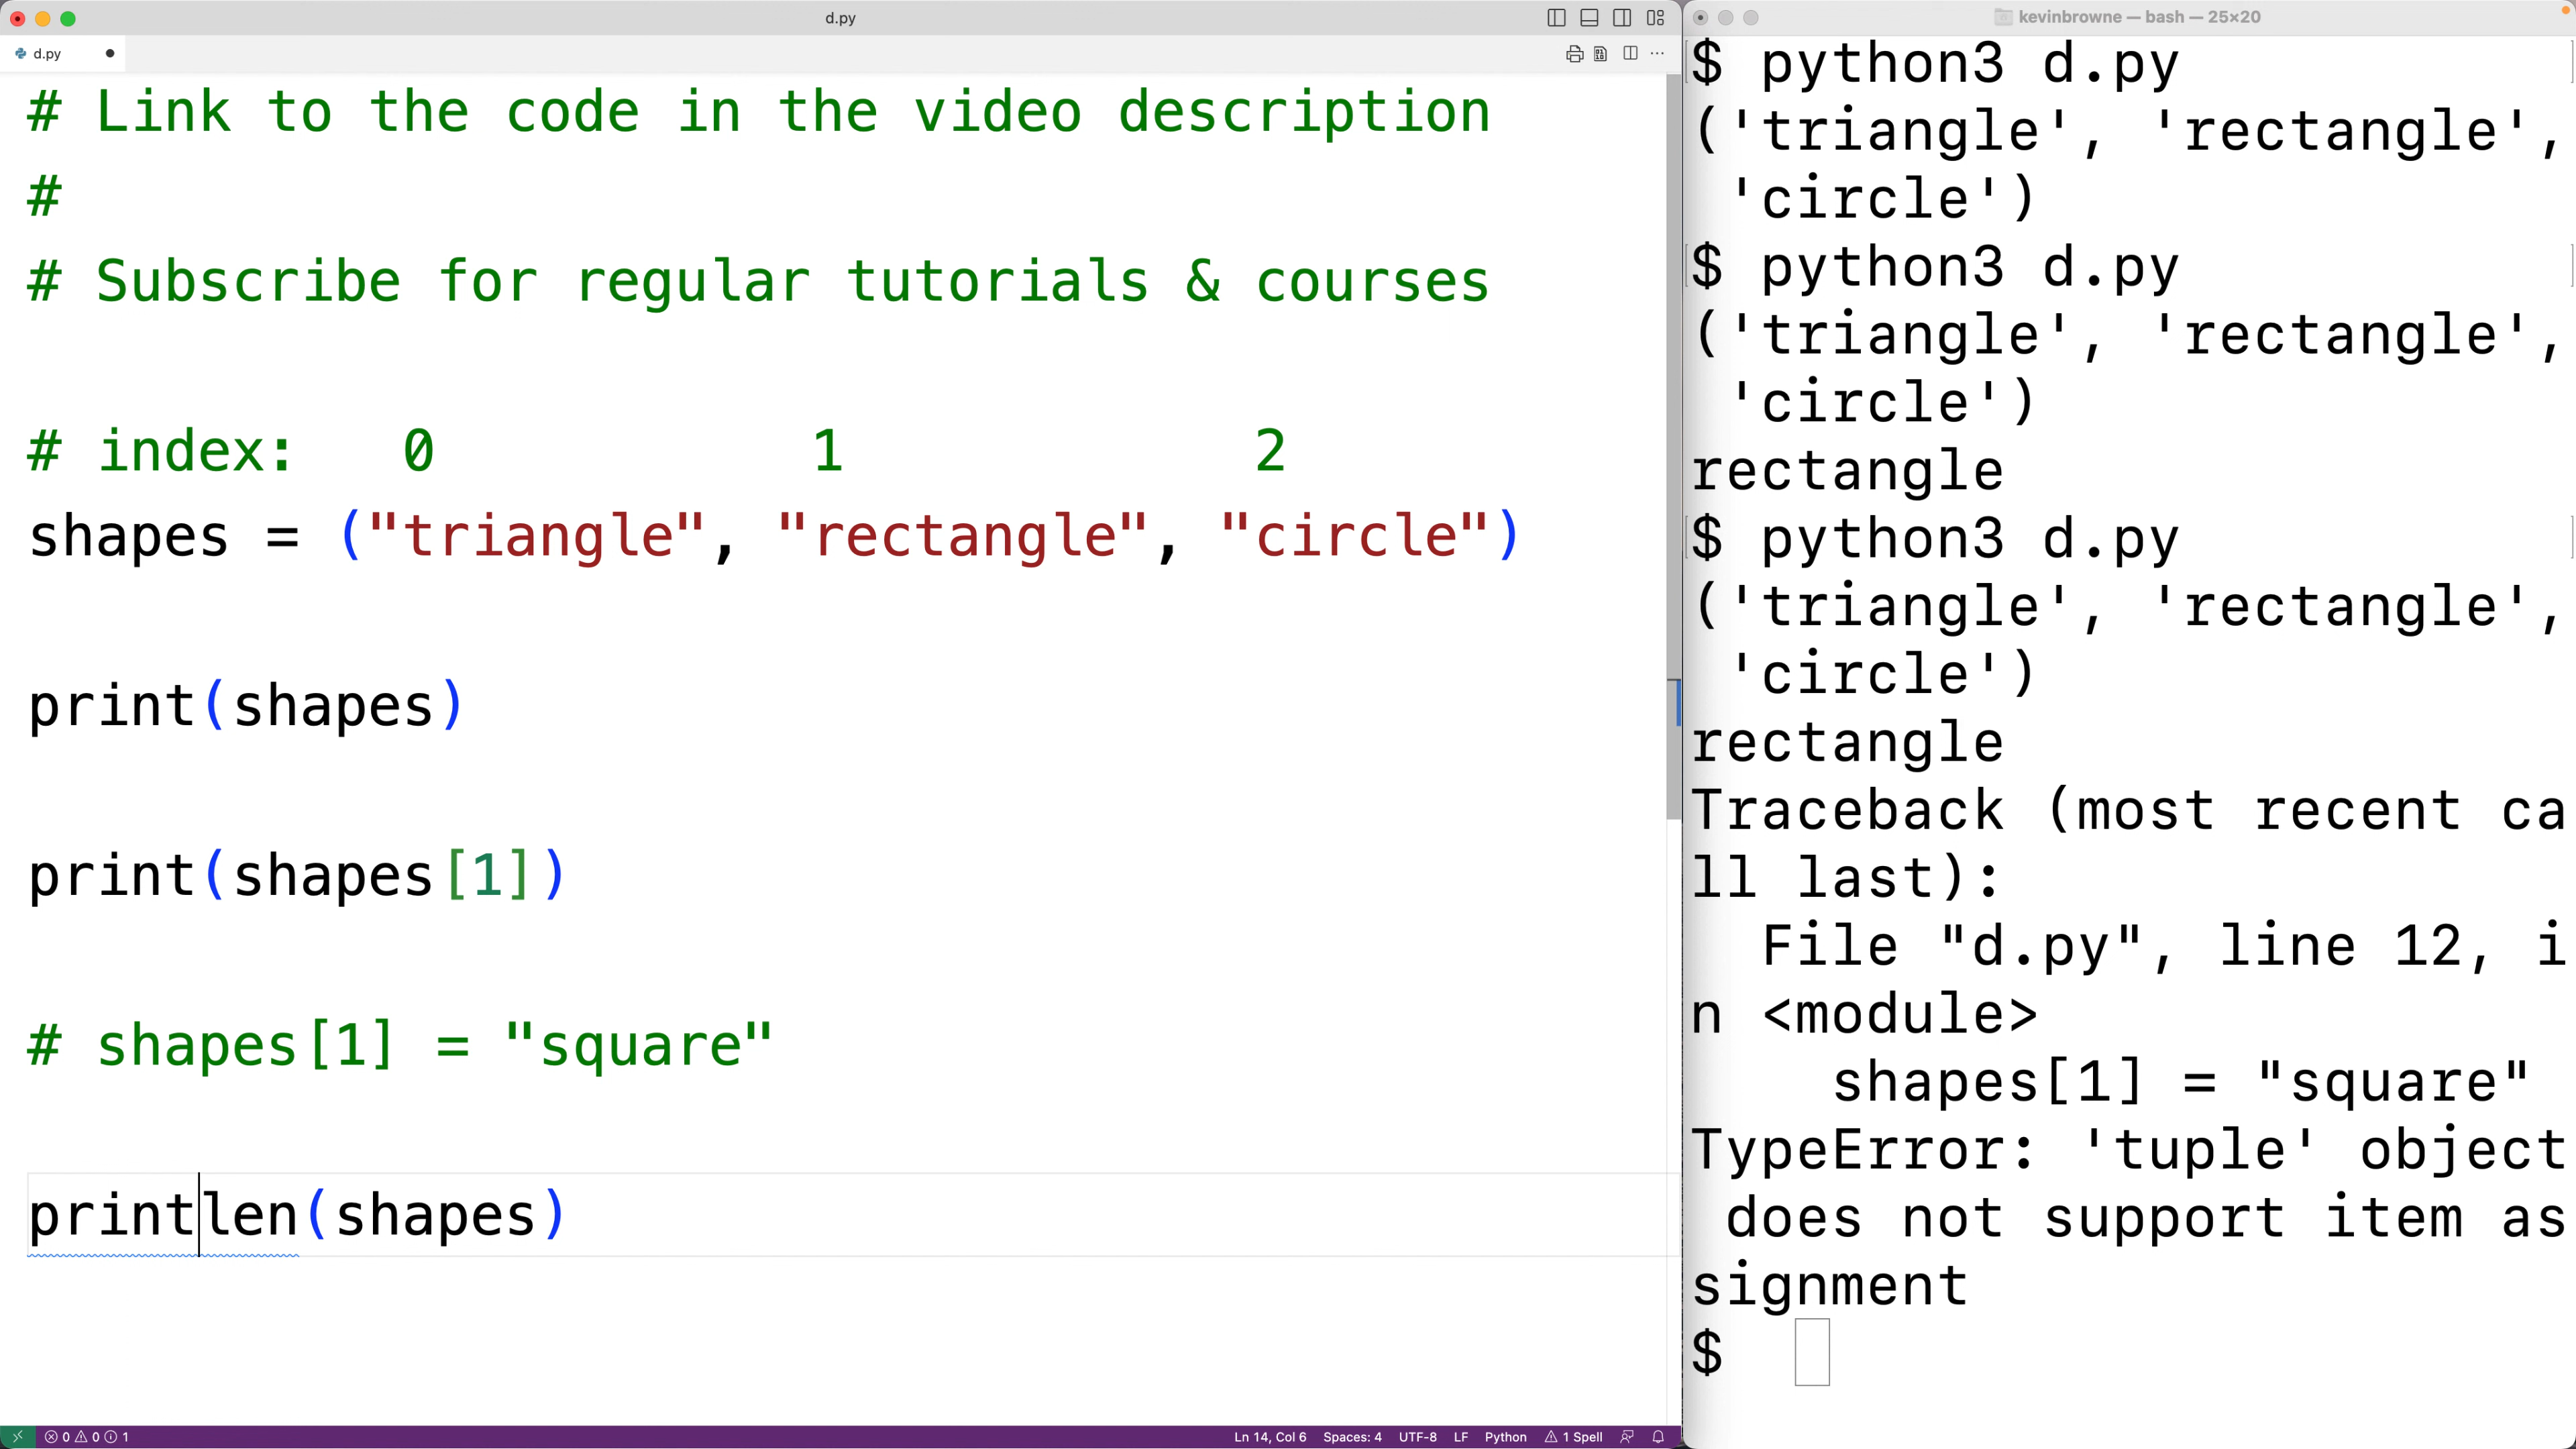 d.py
d.py
# Link to the code in the video description
#
# Subscribe for regular tutorials & courses
# index:   0           1            2
shapes = ("triangle", "rectangle", "circle")
print(shapes)
print(shapes[1])
# shapes[1] = "square"
printlen(shapes)
0 0 1
Ln 14, Col 6 Spaces: 4 UTF-8 LF Python 1 Spell
kevinbrowne — bash — 25×20
$ python3 d.py
('triangle', 'rectangle',
 'circle')
$ python3 d.py
('triangle', 'rectangle',
 'circle')
rectangle
$ python3 d.py
('triangle', 'rectangle',
 'circle')
rectangle
Traceback (most recent ca
ll last):
  File "d.py", line 12, i
n <module>
    shapes[1] = "square"
TypeError: 'tuple' object
 does not support item as
signment
$